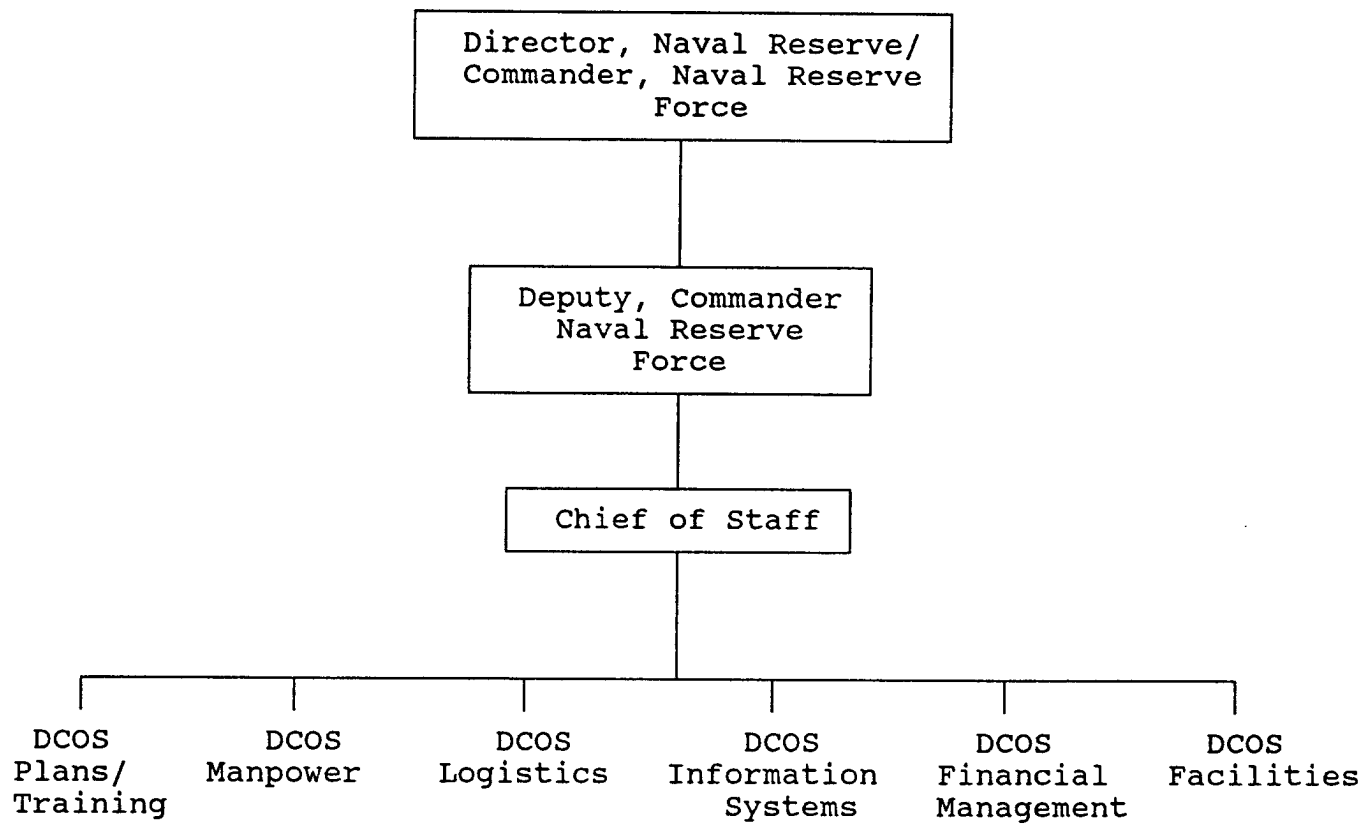 Director, Naval Reserve/
Commander, Naval Reserve
Force
Deputy, Commander
Naval Reserve
Force
Chief of Staff
DCOS
Plans/
Training
DCOS
Manpower
DCOS
Logistics
DCOS
Information
Systems
DCOS
Financial
Management
DCOS
Facilities